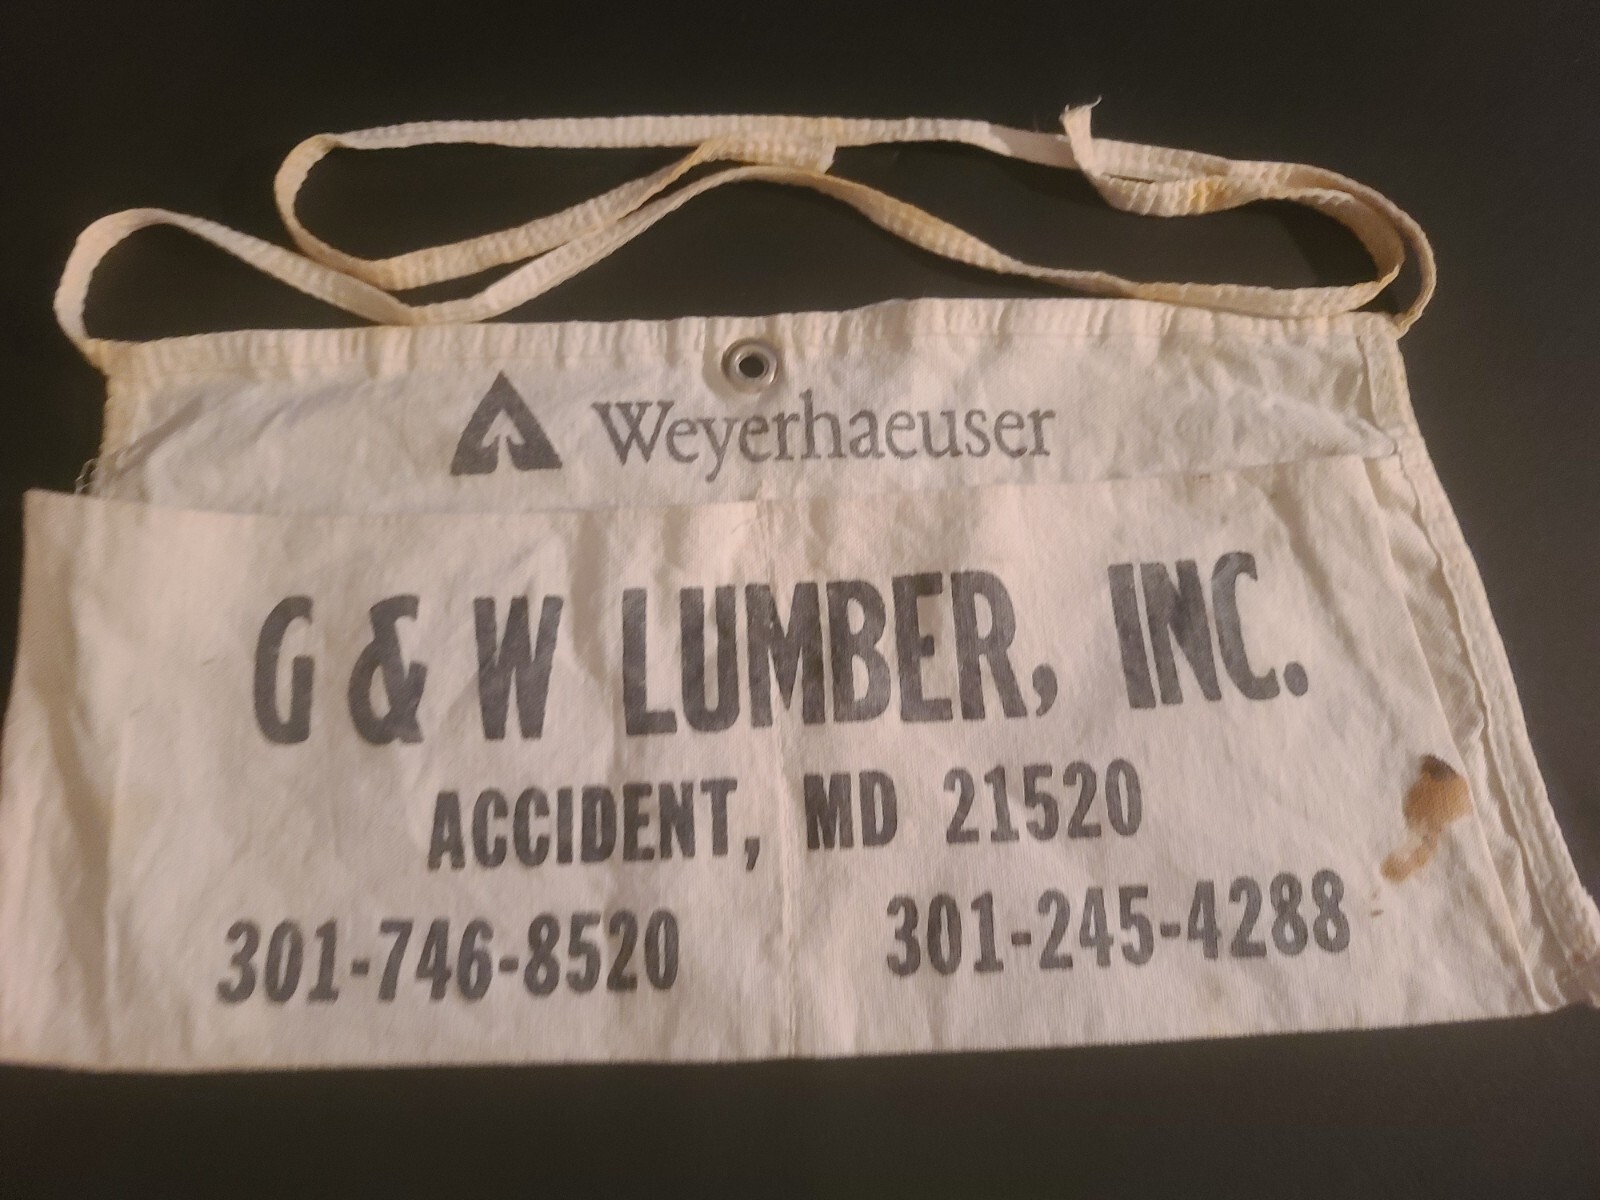 Weyerhaeuser
G & W LUMBER, INC.
ACCIDENT, MD 21520
301-746-8520 301-245-4288